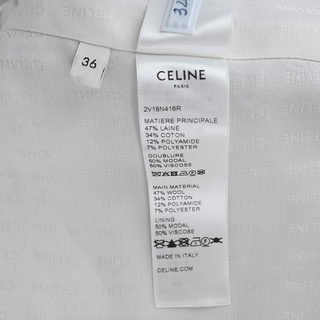 32
36
CELINE
PARIS
2V18N416R
MATIERE PRINCIPALE
47% LAINE
34% COTON
12% POLYAMIDE
7% POLYESTER
DOUBLURE
50% MODAL
50% VISCOSE
MAIN MATERIAL
47% WOOL
34% COTTON
12% POLYAMIDE
7% POLYESTER
LINING
50% MODAL
50% VISCOSE
MADE IN ITALY
CELINE.COM